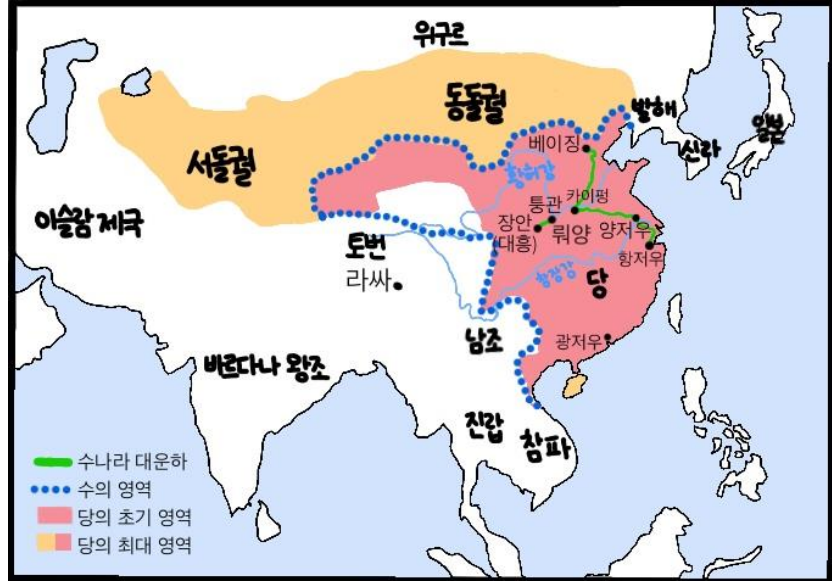 위구르
동돌궐
발해
베이징
일본
신라
서돌궐
황허강
카이펑
퉁관
이슬람 제국
장안
(대흥)
뤄양
양저우
항저우
토번
라싸
창장강
당
남조
광저우
바르다나 왕조
진랍
참파
수나라 대운하
수의 영역
당의 초기 영역
당의 최대 영역